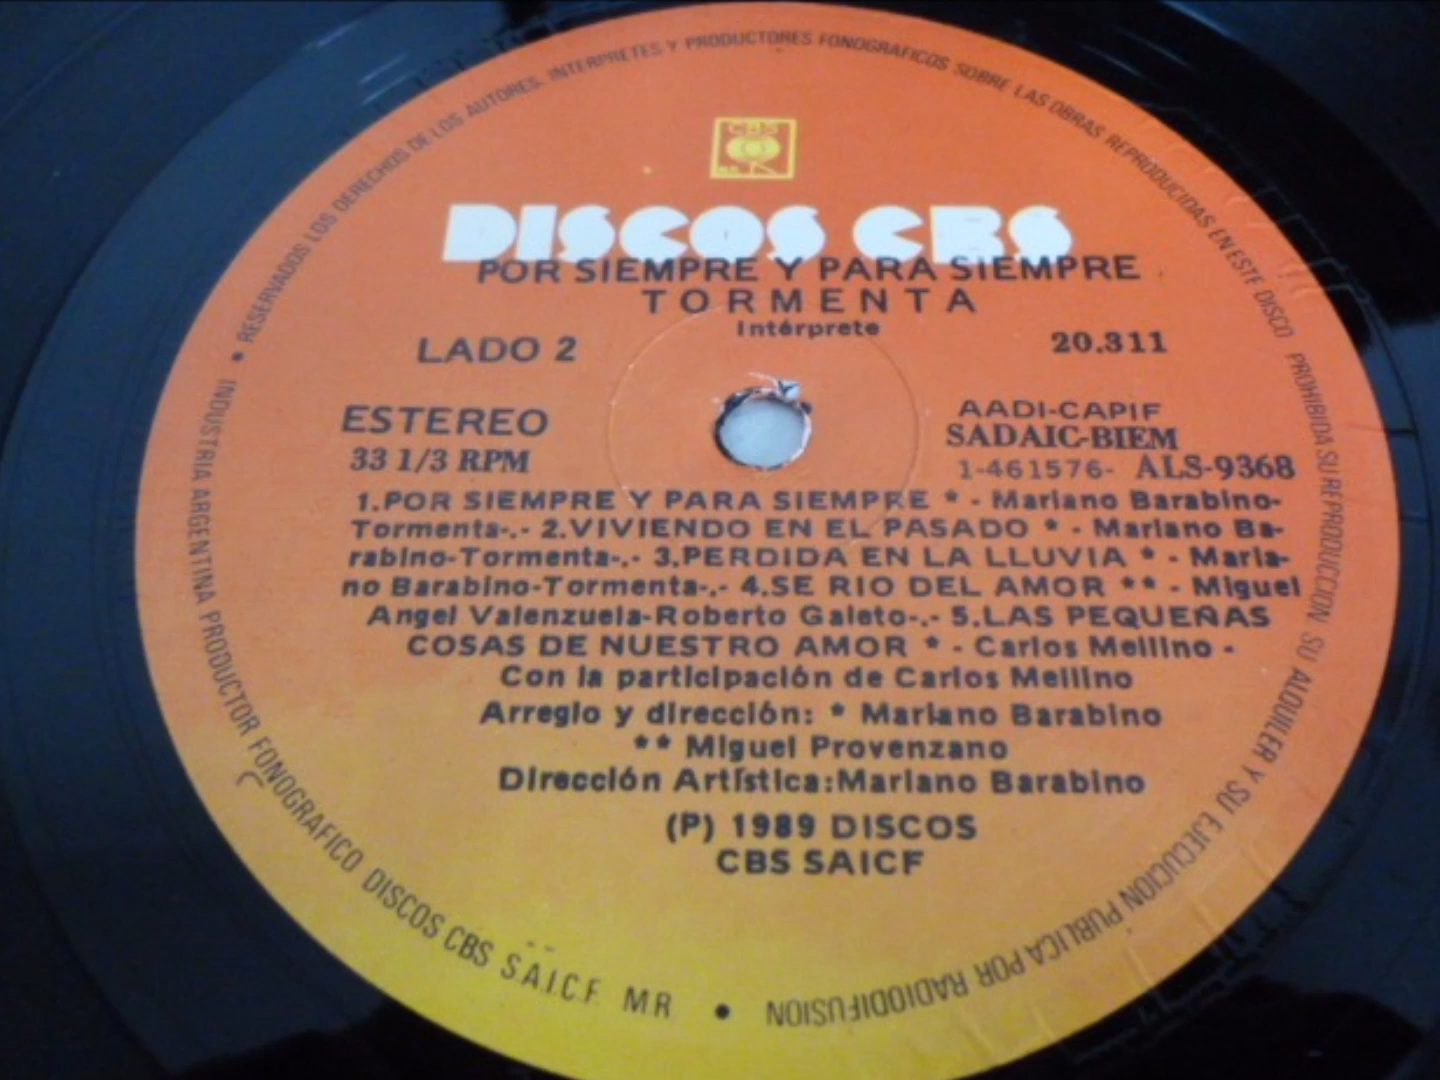 RESERVADOS LOS DERECHOS DE LOS AUTORES, INTERPRETES Y PRODUCTORES FONOGRAFICOS SOBRE LAS OBRAS REPRODUCIDAS EN ESTE DISCO PROHIBIDA SU REPRODUCCION SU ALQUILER Y SU EJECUCION PUBLICA POR RADIODIFUSION
CBS
DISCOS CBS
POR SIEMPRE Y PARA SIEMPRE
TORMENTA
Intérprete
LADO 2
20.311
ESTEREO
33 1/3 RPM
AADI-CAPIF
SADAIC-BIEM
1-461576- ALS-9368
1.POR SIEMPRE Y PARA SIEMPRE * - Mariano Barabino-
Tormenta-.- 2.VIVIENDO EN EL PASADO * - Mariano Ba-
rabino-Tormenta-.- 3.PERDIDA EN LA LLUVIA * - Maria-
no Barabino-Tormenta-.- 4.SE RIO DEL AMOR ** - Miguel
Angel Valenzuela-Roberto Galeto-.- 5.LAS PEQUEÑAS
COSAS DE NUESTRO AMOR * - Carlos Mellino -
Con la participación de Carlos Mellino
Arreglo y dirección: * Mariano Barabino
** Miguel Provenzano
Dirección Artística:Mariano Barabino
(P) 1989 DISCOS
CBS SAICF
INDUSTRIA ARGENTINA PRODUCTOR FONOGRAFICO DISCOS CBS S.A.I.C.F. MR